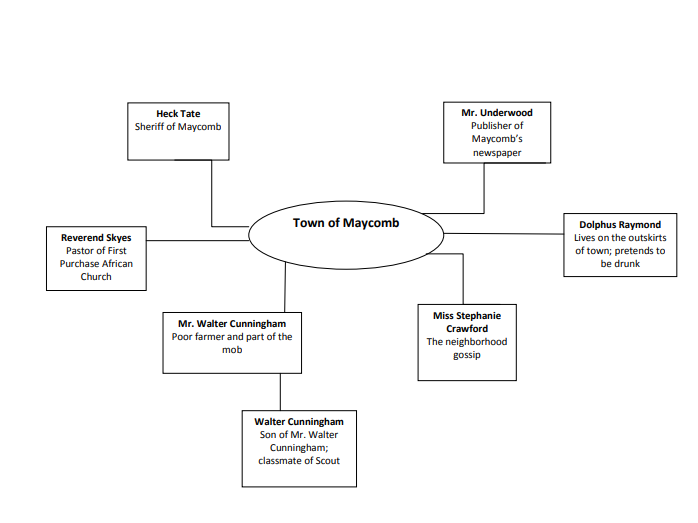 Heck Tate
Sheriff of Maycomb
Mr. Underwood
Publisher of
Maycomb's
newspaper
Town of Maycomb
Reverend Skyes
Pastor of First
Purchase African
Church
Dolphus Raymond
Lives on the outskirts
of town; pretends to
be drunk
Mr. Walter Cunningham
Poor farmer and part of the
mob
Miss Stephanie
Crawford
The neighborhood
gossip
Walter Cunningham
Son of Mr. Walter
Cunningham;
classmate of Scout